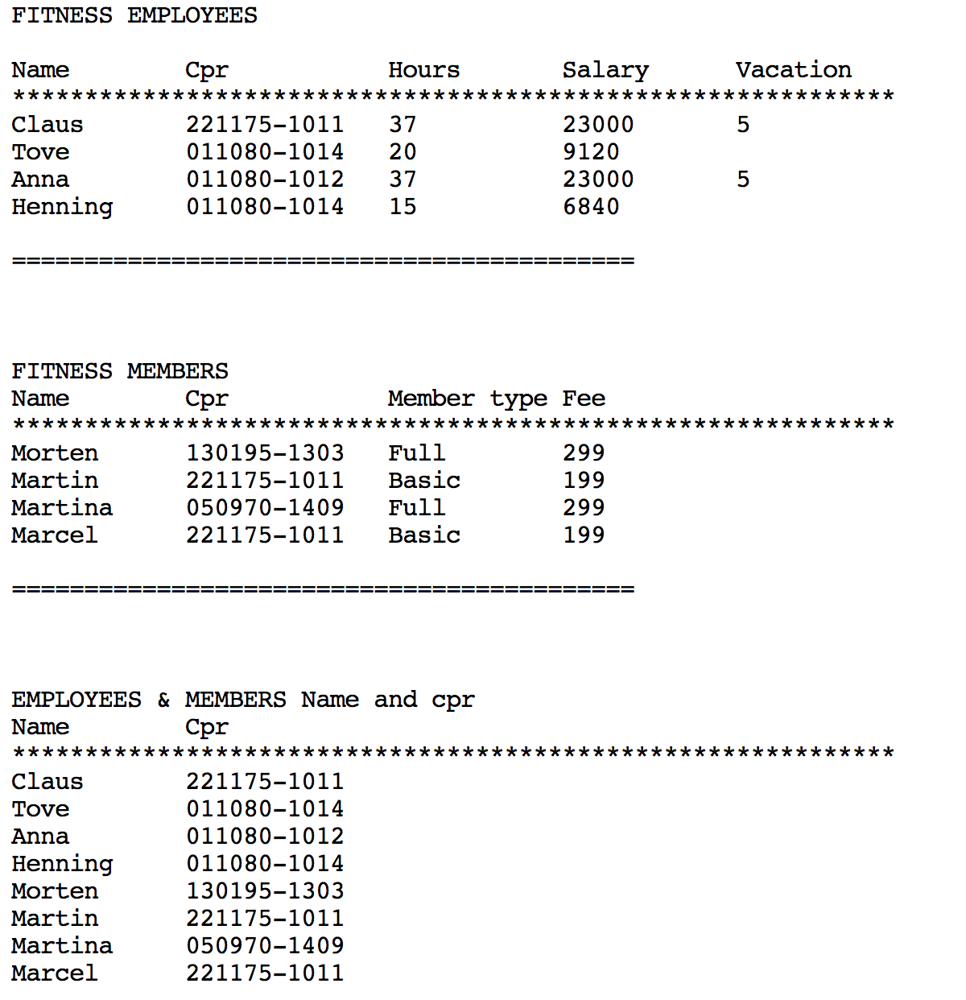 FITNESS EMPLOYEES
Name Cpr Hours Salary Vacation
*************************************************************
Claus 221175-1011 37 23000 5
Tove 011080-1014 20 9120
Anna 011080-1012 37 23000 5
Henning 011080-1014 15 6840
===========================================
FITNESS MEMBERS
Name Cpr Member type Fee
*************************************************************
Morten 130195-1303 Full 299
Martin 221175-1011 Basic 199
Martina 050970-1409 Full 299
Marcel 221175-1011 Basic 199
===========================================
EMPLOYEES & MEMBERS Name and cpr
Name Cpr
*************************************************************
Claus 221175-1011
Tove 011080-1014
Anna 011080-1012
Henning 011080-1014
Morten 130195-1303
Martin 221175-1011
Martina 050970-1409
Marcel 221175-1011